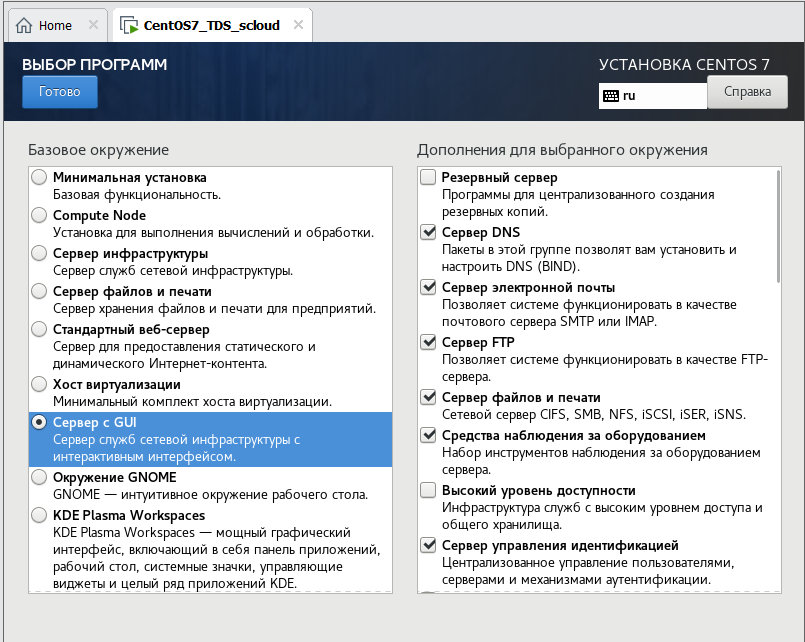 Home
CentOS7_TDS_scloud
ВЫБОР ПРОГРАММ
УСТАНОВКА CENTOS 7
Готово
ru
Справка
Базовое окружение
Минимальная установка
Базовая функциональность.
Compute Node
Установка для выполнения вычислений и обработки.
Сервер инфраструктуры
Сервер служб сетевой инфраструктуры.
Сервер файлов и печати
Сервер хранения файлов и печати для предприятий.
Стандартный веб-сервер
Сервер для предоставления статического и
динамического Интернет-контента.
Хост виртуализации
Минимальный комплект хоста виртуализации.
Сервер с GUI
Сервер служб сетевой инфраструктуры с
интерактивным интерфейсом.
Окружение GNOME
GNOME — интуитивное окружение рабочего стола.
KDE Plasma Workspaces
KDE Plasma Workspaces — мощный графический
интерфейс, включающий в себя панель приложений,
рабочий стол, системные значки, управляющие
виджеты и целый ряд приложений KDE.
Дополнения для выбранного окружения
Резервный сервер
Программы для централизованного создания
резервных копий.
Сервер DNS
Пакеты в этой группе позволят вам установить и
настроить DNS (BIND).
Сервер электронной почты
Позволяет системе функционировать в качестве
почтового сервера SMTP или IMAP.
Сервер FTP
Позволяет системе функционировать в качестве FTP-
сервера.
Сервер файлов и печати
Сетевой сервер CIFS, SMB, NFS, iSCSI, iSER, iSNS.
Средства наблюдения за оборудованием
Набор инструментов наблюдения за оборудованием
сервера.
Высокий уровень доступности
Инфраструктура служб с высоким уровнем доступа и
общего хранилища.
Сервер управления идентификацией
Централизованное управление пользователями,
серверами и механизмами аутентификации.